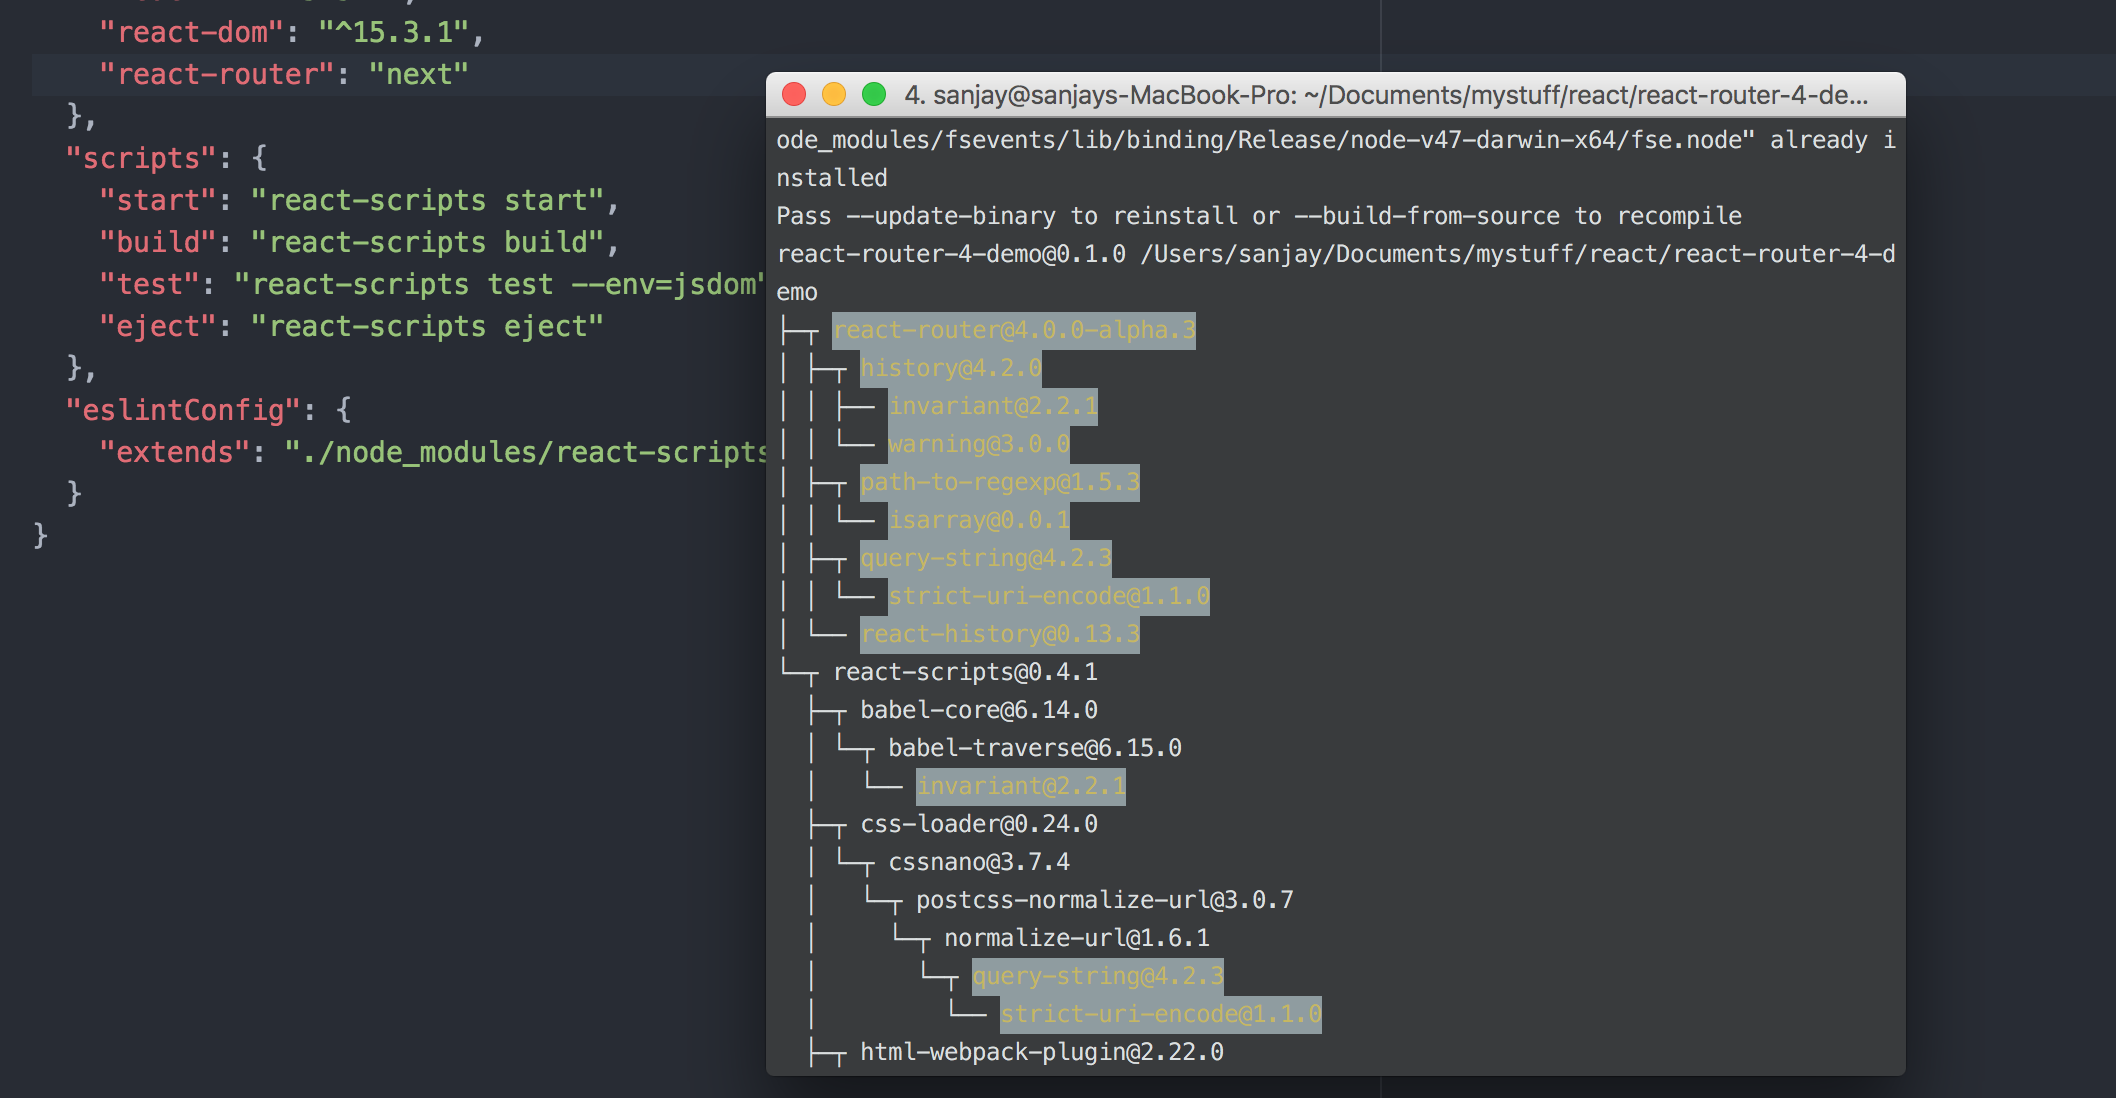 "react-dom": "^15.3.1",
"react-router": "next"
},
"scripts": {
"start": "react-scripts start",
"build": "react-scripts build",
"test": "react-scripts test --env=jsdom"
"eject": "react-scripts eject"
},
"eslintConfig": {
"extends": "./node_modules/react-scripts
}
}
4. sanjay@sanjays-MacBook-Pro: ~/Documents/mystuff/react/react-router-4-de...
ode_modules/fsevents/lib/binding/Release/node-v47-darwin-x64/fse.node" already i
nstalled
Pass --update-binary to reinstall or --build-from-source to recompile
react-router-4-demo@0.1.0 /Users/sanjay/Documents/mystuff/react/react-router-4-d
emo
├─┬ react-router@4.0.0-alpha.3
│ ├─┬ history@4.2.0
│ │ ├── invariant@2.2.1
│ │ └── warning@3.0.0
│ ├─┬ path-to-regexp@1.5.3
│ │ └── isarray@0.0.1
│ ├─┬ query-string@4.2.3
│ │ └── strict-uri-encode@1.1.0
│ └── react-history@0.13.3
└─┬ react-scripts@0.4.1
  ├─┬ babel-core@6.14.0
  │ └─┬ babel-traverse@6.15.0
  │   └── invariant@2.2.1
  ├─┬ css-loader@0.24.0
  │ └─┬ cssnano@3.7.4
  │   └─┬ postcss-normalize-url@3.0.7
  │     └─┬ normalize-url@1.6.1
  │       └─┬ query-string@4.2.3
  │         └── strict-uri-encode@1.1.0
  ├─┬ html-webpack-plugin@2.22.0